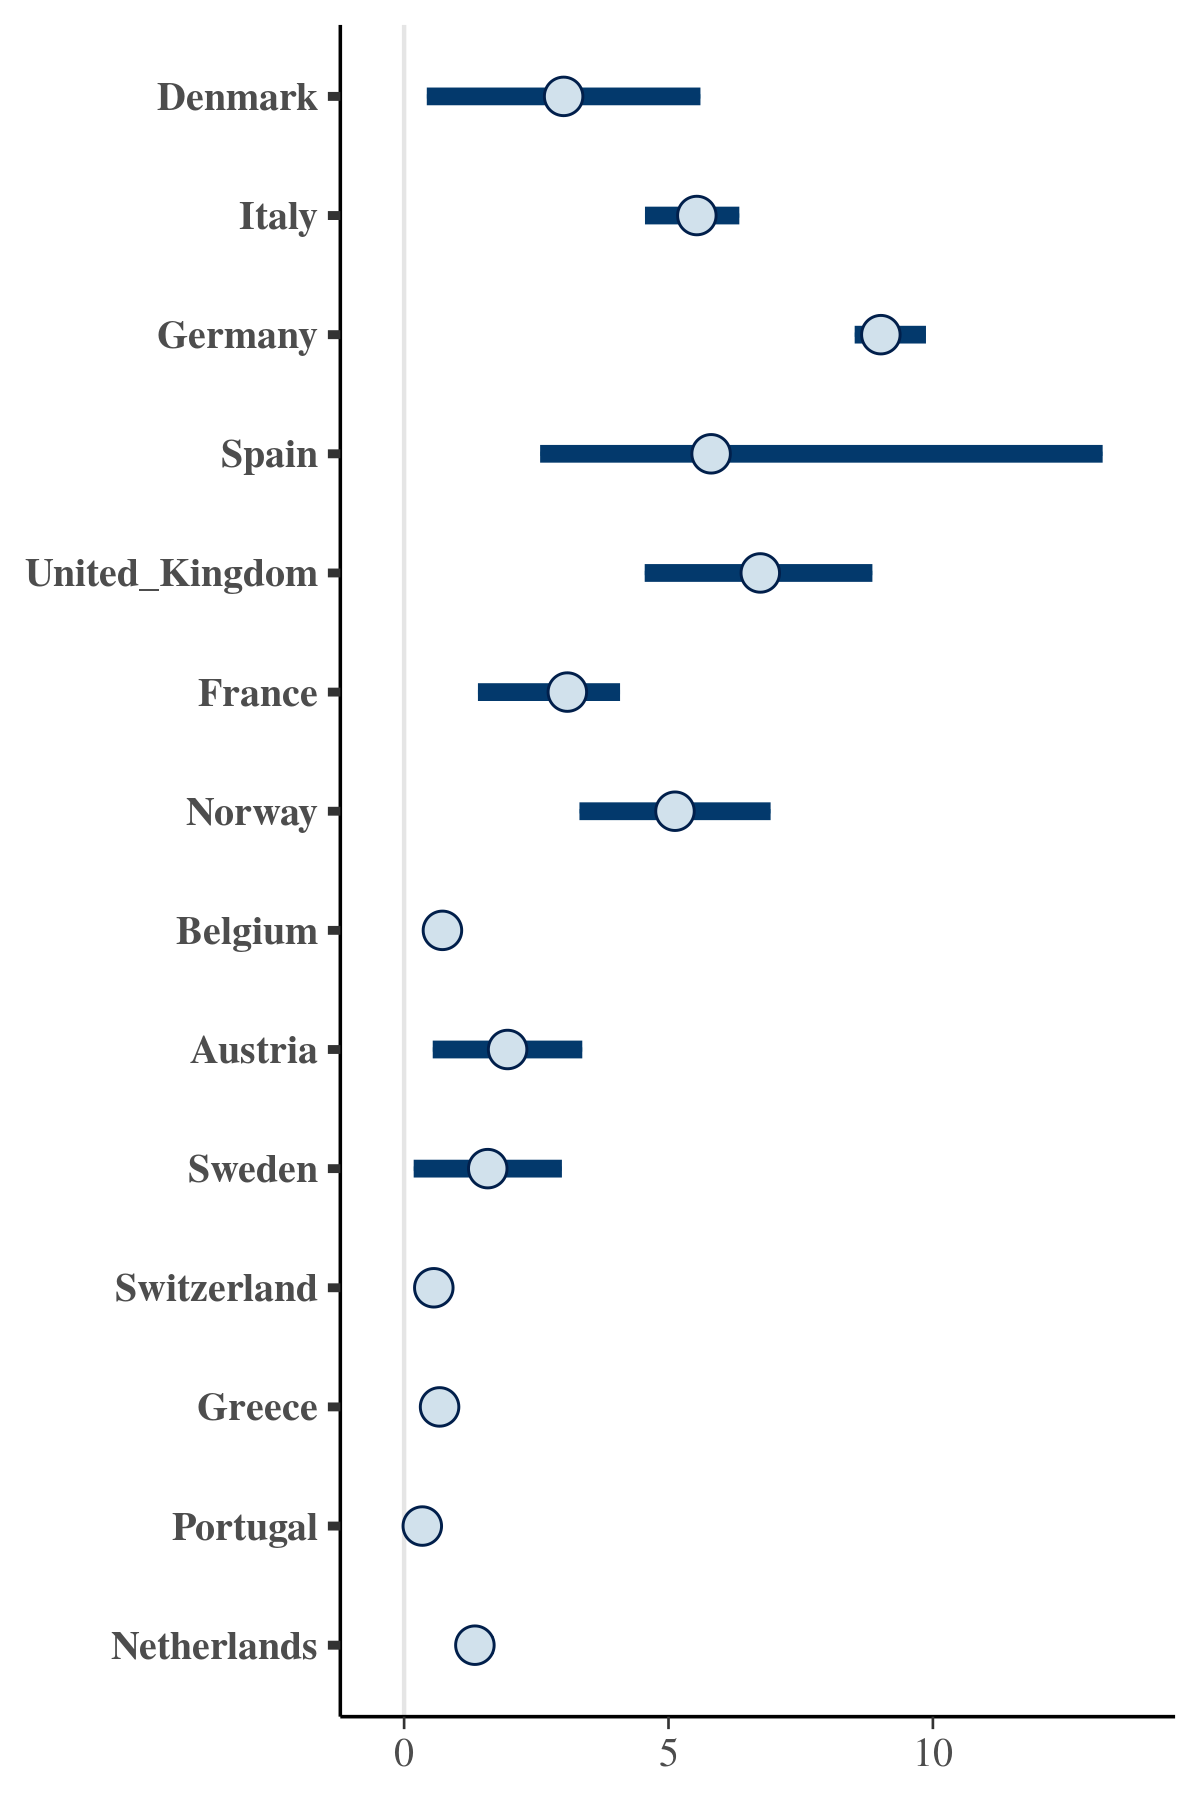 Denmark
Italy
Germany
Spain
United_Kingdom
France
Norway
Belgium
Austria
Sweden
Switzerland
Greece
Portugal
Netherlands
0 5 10